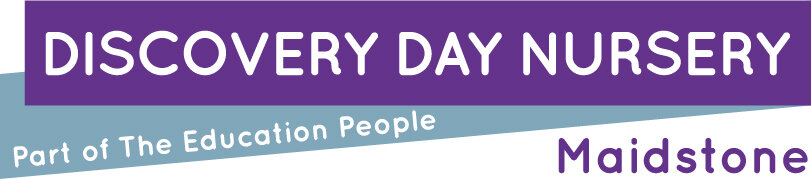 DISCOVERY DAY NURSERY
Part of The Education People
Maidstone